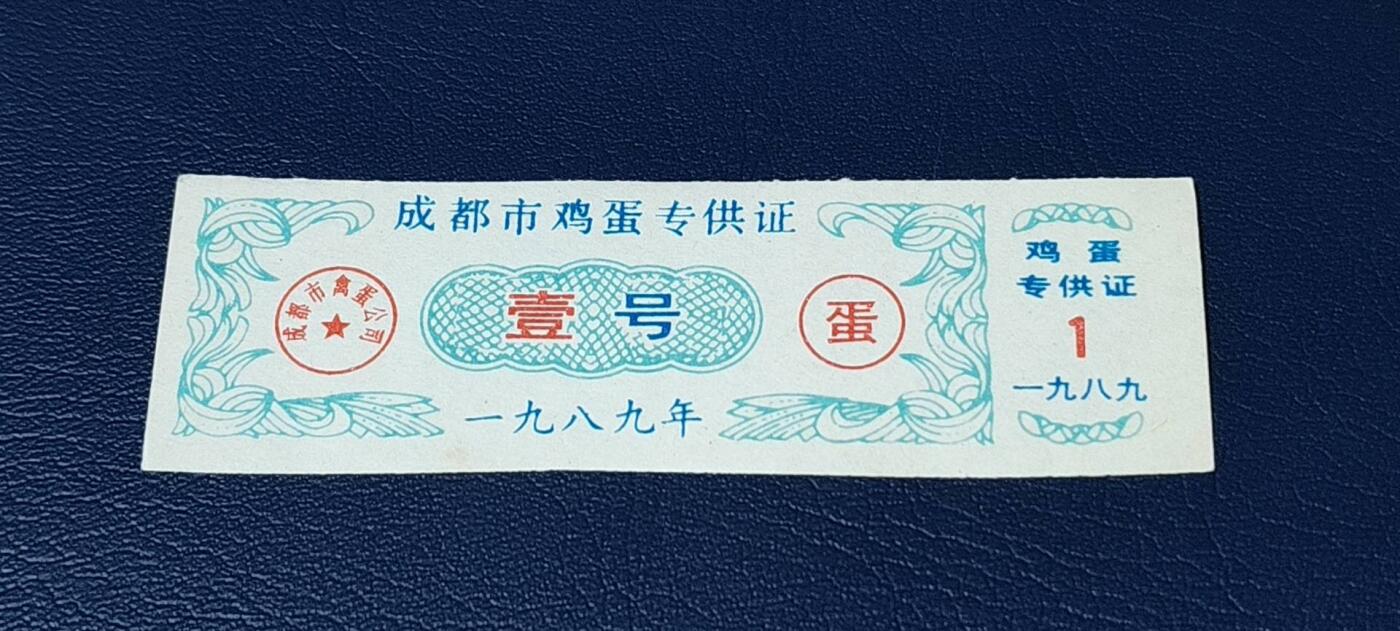 成都市鸡蛋专供证
成都市禽蛋公司
壹号
蛋
一九八九年
鸡蛋
专供证
1
一九八九